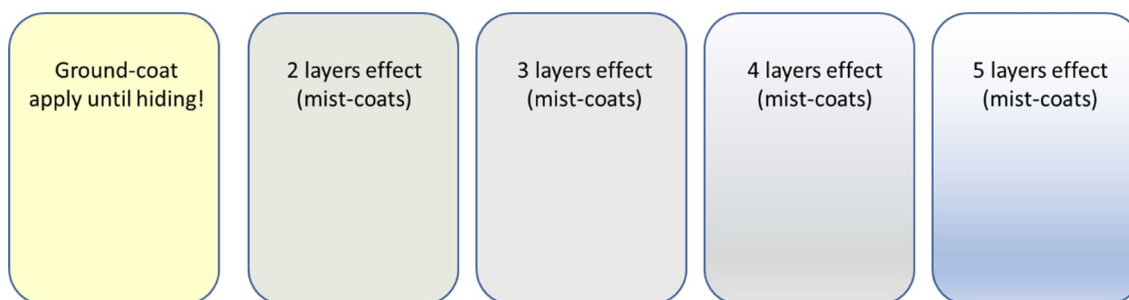 Ground-coat
apply until hiding!
2 layers effect
(mist-coats)
3 layers effect
(mist-coats)
4 layers effect
(mist-coats)
5 layers effect
(mist-coats)